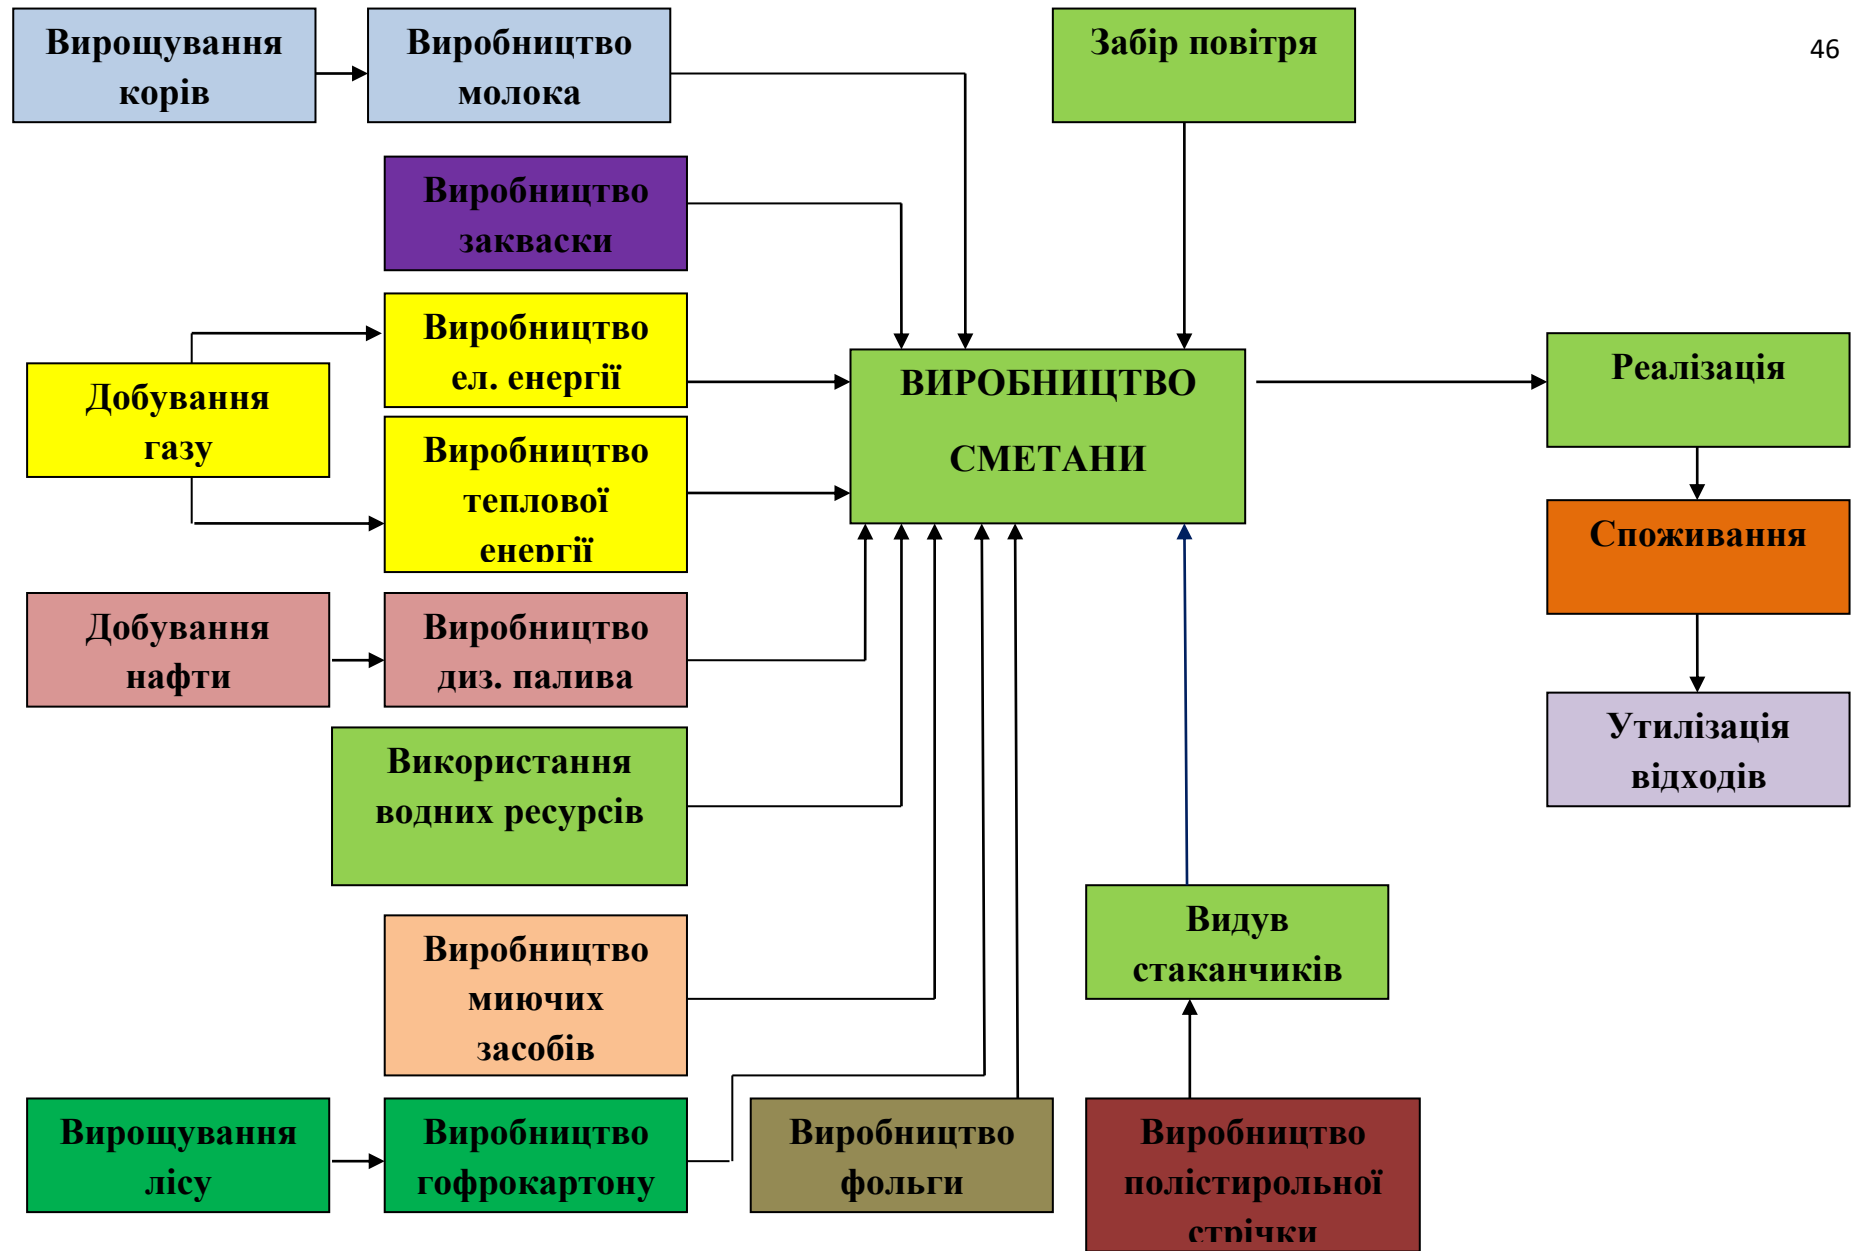 Вирощування
корів
Виробництво
молока
Забір повітря
46
Виробництво
закваски
Виробництво
ел. енергії
Добування
газу
Виробництво
теплової
енергії
ВИРОБНИЦТВО
СМЕТАНИ
Реалізація
Споживання
Добування
нафти
Виробництво
диз. палива
Утилізація
відходів
Використання
водних ресурсів
Видув
стаканчиків
Виробництво
миючих
засобів
Вирощування
лісу
Виробництво
гофрокартону
Виробництво
фольги
Виробництво
полістирольної
стрічки